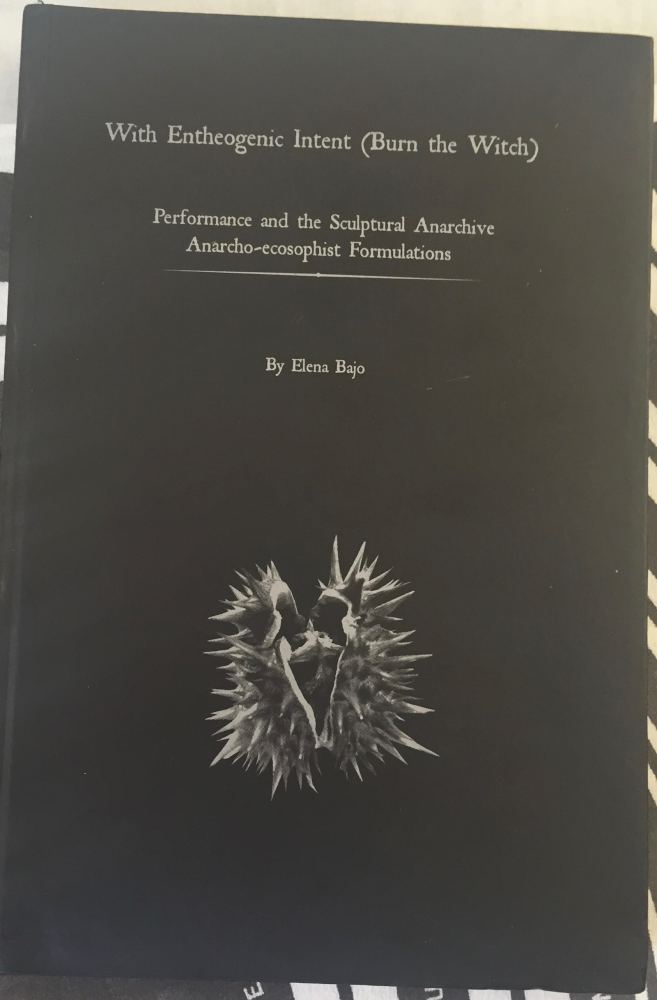 With Entheogenic Intent (Burn the Witch)
Performance and the Sculptural Anarchive
Anarcho-ecosophist Formulations
By Elena Bajo
E